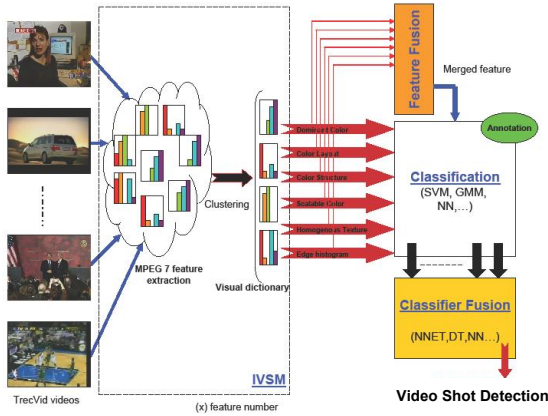 Feature Fusion
Merged feature
Annotation
Dominant Color
Color Layout
Color Structure
Scalable Color
Homogenous Texture
Edge histogram
Classification
(SVM, GMM,
NN,...)
Clustering
MPEG 7 feature
extraction
Visual dictionary
Classifier Fusion
(NNET,DT,NN...)
IVSM
TrecVid videos
(x) feature number
Video Shot Detection